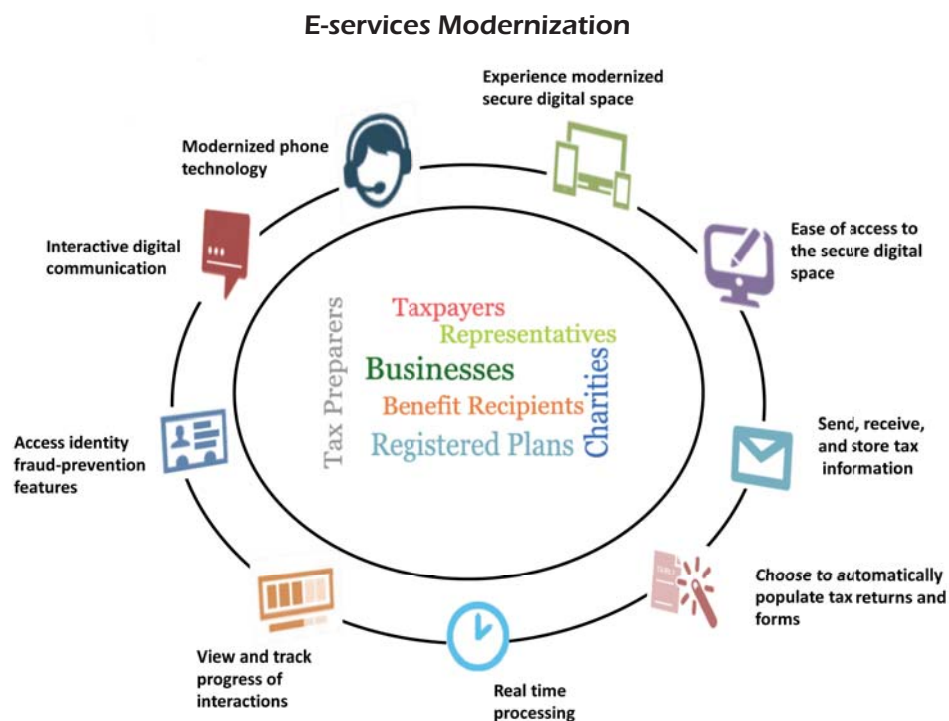 E-services Modernization
Experience modernized
secure digital space
Modernized phone
technology
Ease of access to
the secure digital
space
Interactive digital
communication
Tax Preparers
Taxpayers
Representatives
Businesses
Benefit Recipients
Registered Plans
Charities
Send, receive,
and store tax
information
Access identity
fraud-prevention
features
Choose to automatically
populate tax returns and
forms
View and track
progress of
interactions
Real time
processing